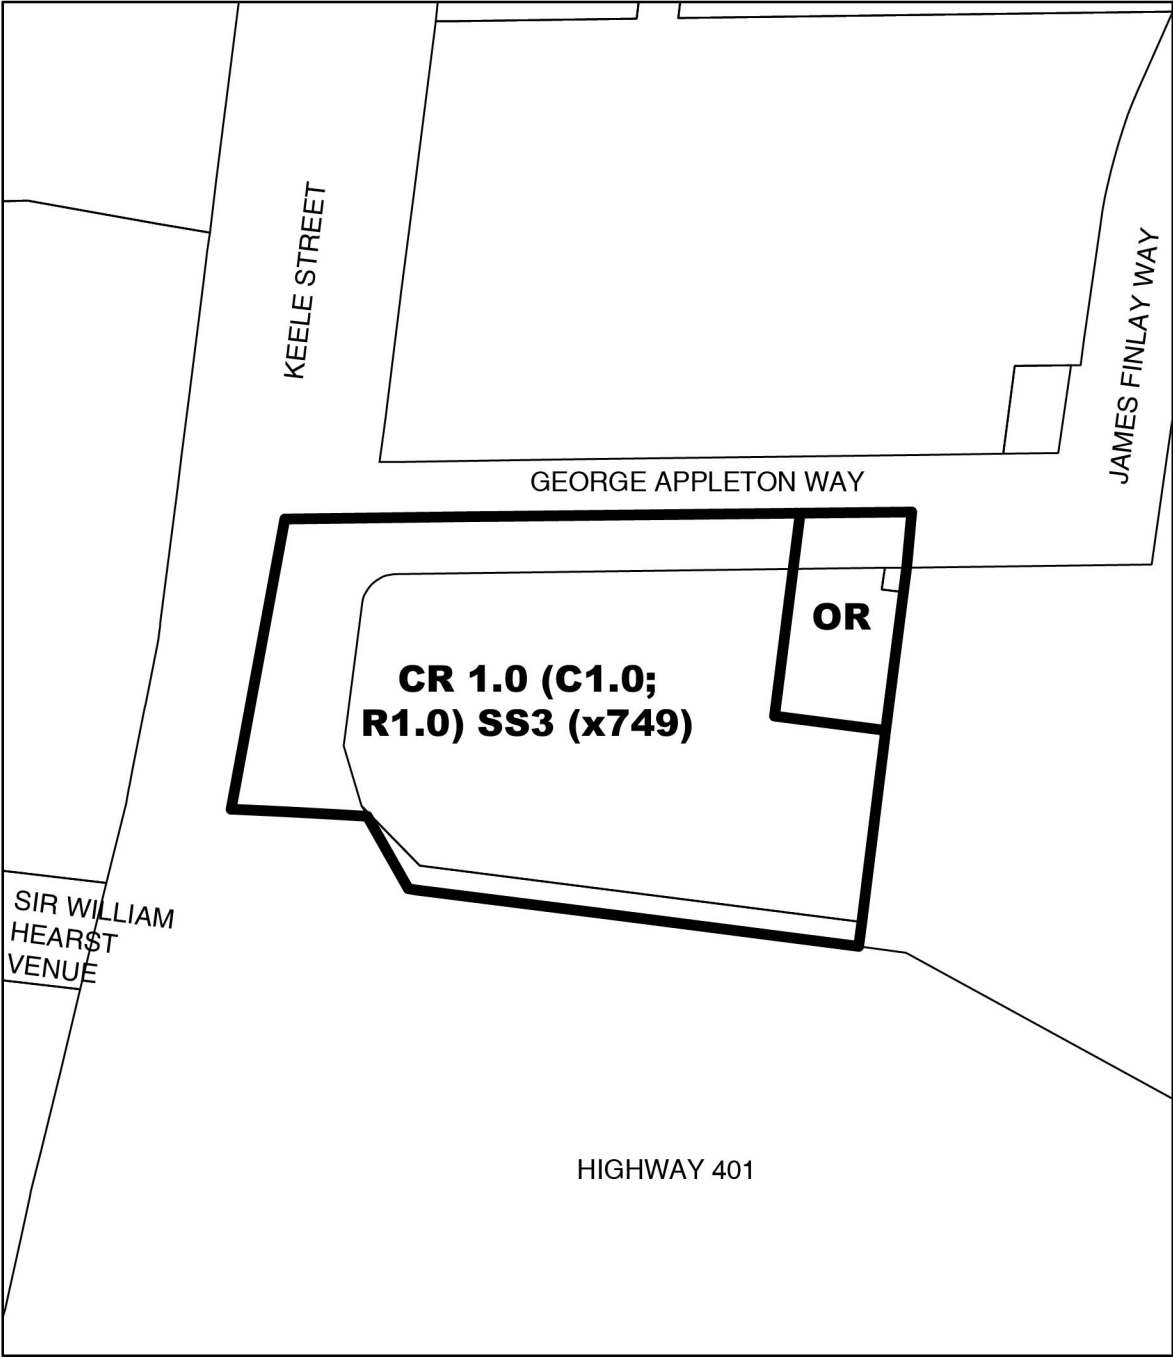 KEELE STREET
JAMES FINLAY WAY
GEORGE APPLETON WAY
OR
CR 1.0 (C1.0;
R1.0) SS3 (x749)
SIR WILLIAM
HEARST
VENUE
HIGHWAY 401